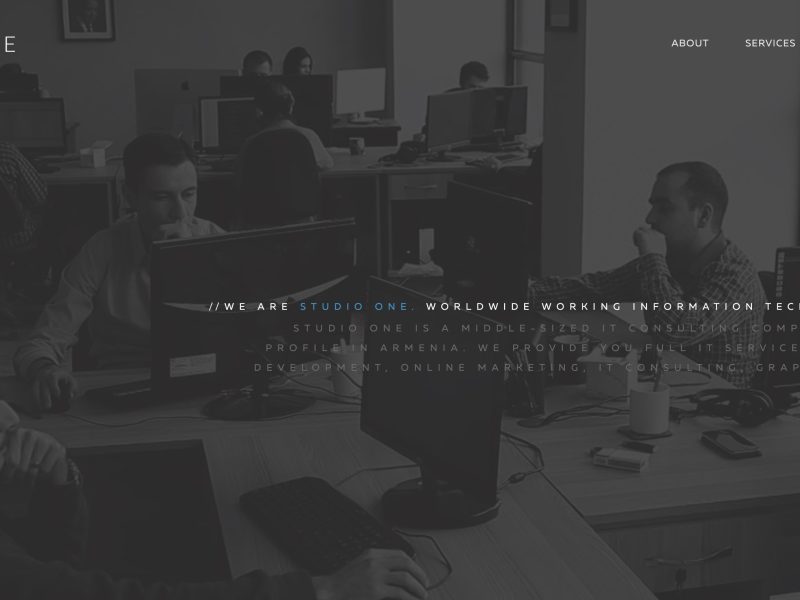 E
ABOUT
SERVICES
//WE ARE STUDIO ONE. WORLDWIDE WORKING INFORMATION TECH
STUDIO ONE IS A MIDDLE-SIZED IT CONSULTING COMP
PROFILE IN ARMENIA. WE PROVIDE YOU FULL IT SERVICE
DEVELOPMENT, ONLINE MARKETING, IT CONSULTING, GRAP